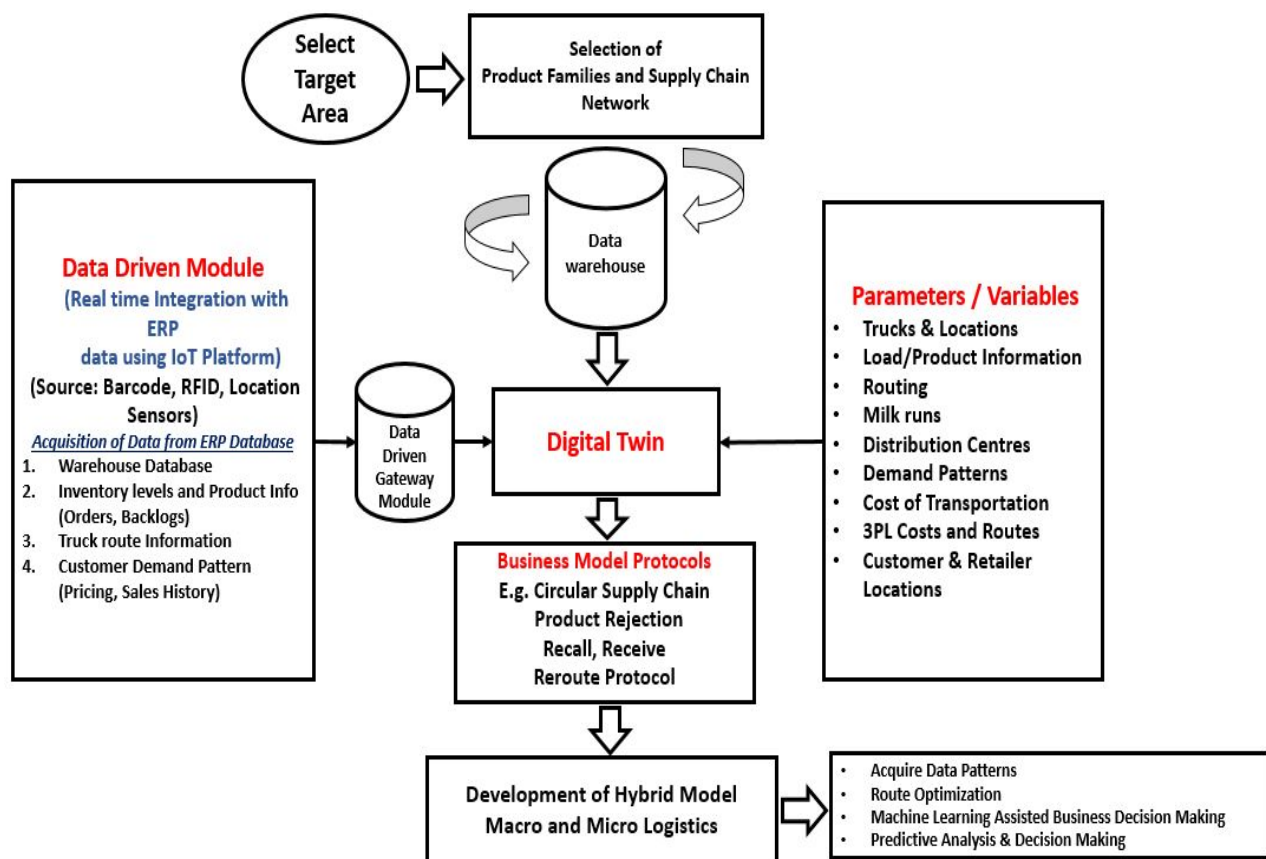 Select
Target
Area
Selection of
Product Families and Supply Chain
Network
Data
warehouse
Data Driven Module
(Real time Integration with
ERP
data using IoT Platform)
(Source: Barcode, RFID, Location
Sensors)
Acquisition of Data from ERP Database
1. Warehouse Database
2. Inventory levels and Product Info
(Orders, Backlogs)
3. Truck route Information
4. Customer Demand Pattern
(Pricing, Sales History)
Data
Driven
Gateway
Module
Digital Twin
Parameters / Variables
• Trucks & Locations
• Load/Product Information
• Routing
• Milk runs
• Distribution Centres
• Demand Patterns
• Cost of Transportation
• 3PL Costs and Routes
• Customer & Retailer
Locations
Business Model Protocols
E.g. Circular Supply Chain
Product Rejection
Recall, Receive
Reroute Protocol
Development of Hybrid Model
Macro and Micro Logistics
• Acquire Data Patterns
• Route Optimization
• Machine Learning Assisted Business Decision Making
• Predictive Analysis & Decision Making